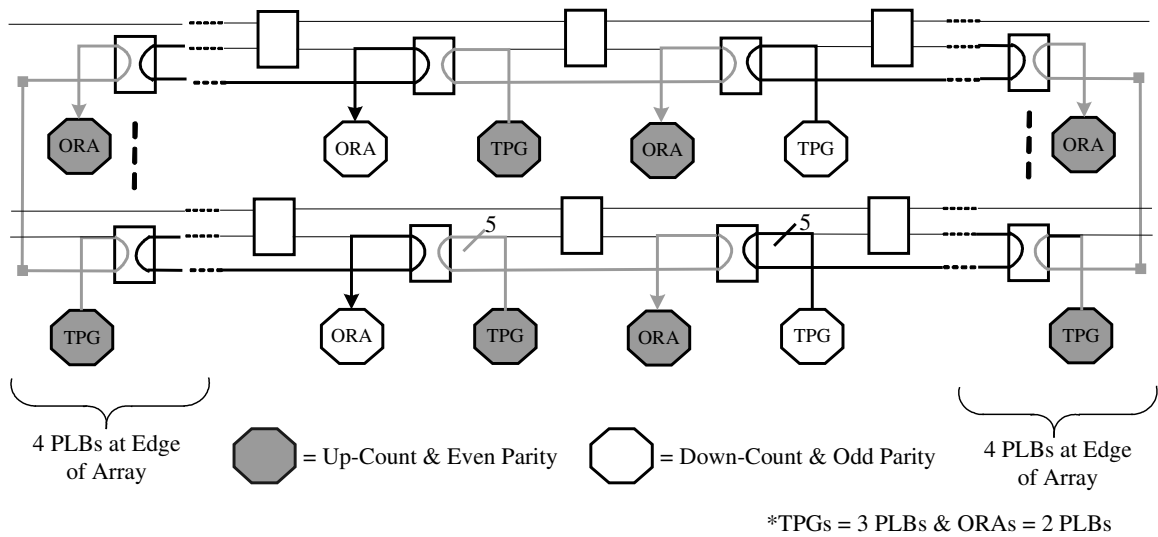 ORA
ORA
TPG
ORA
TPG
ORA
5
5
TPG
ORA
TPG
ORA
TPG
TPG
4 PLBs at Edge
of Array
= Up-Count & Even Parity
= Down-Count & Odd Parity
4 PLBs at Edge
of Array
*TPGs = 3 PLBs & ORAs = 2 PLBs